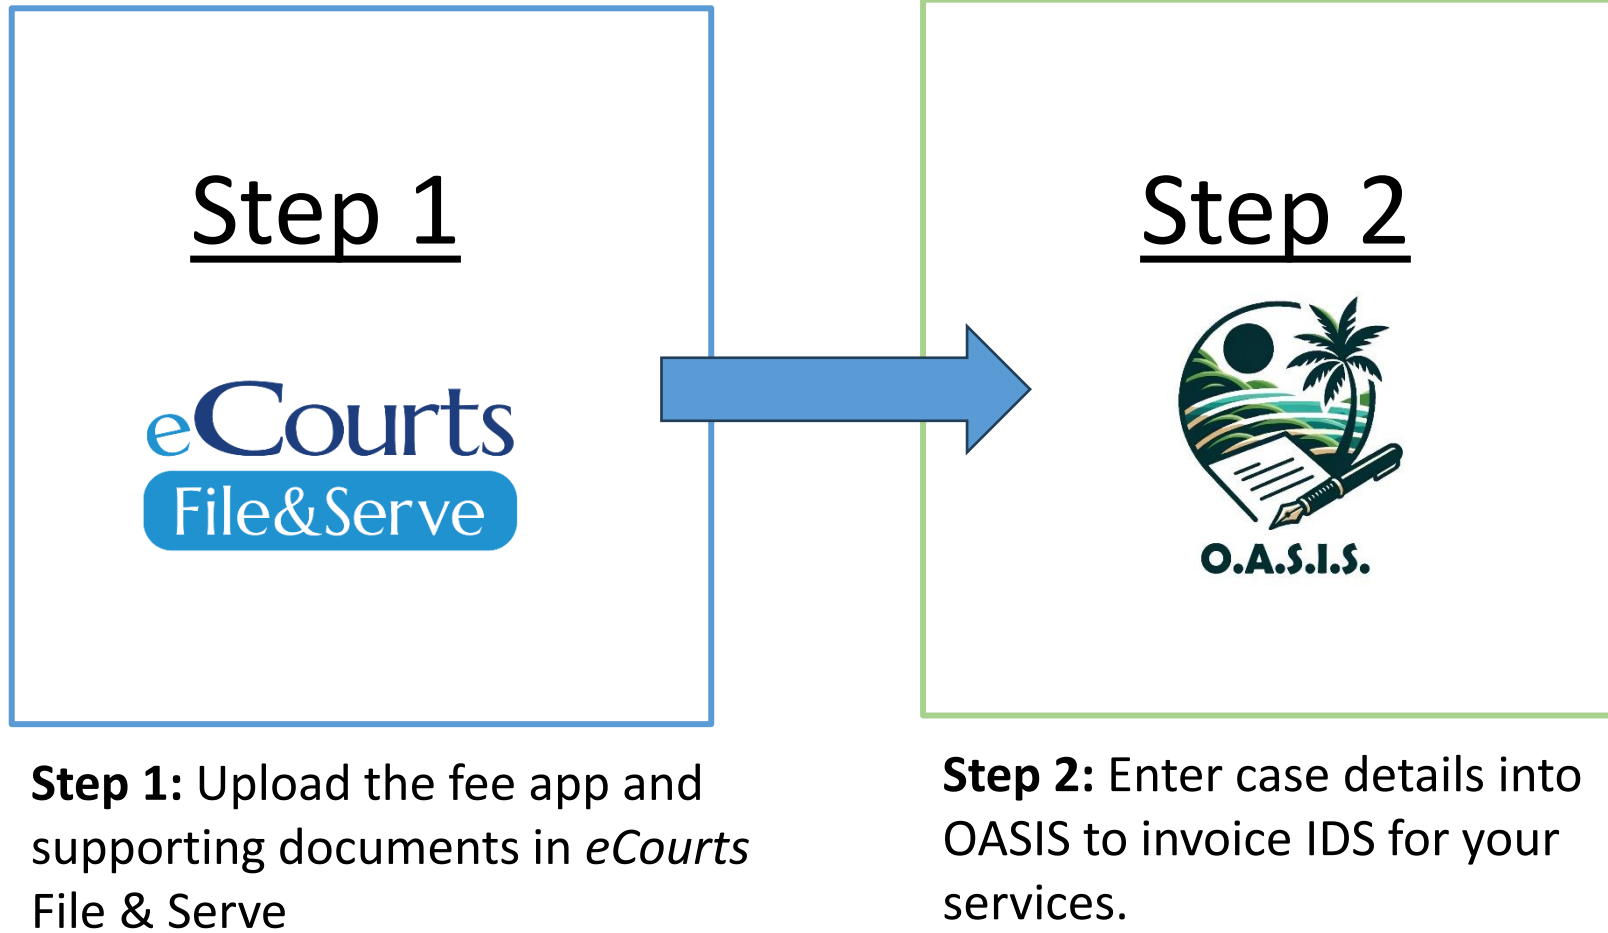 Step 1
eCourts
File&Serve
Step 1: Upload the fee app and
supporting documents in eCourts
File & Serve
Step 2
O.A.S.I.S.
Step 2: Enter case details into
OASIS to invoice IDS for your
services.